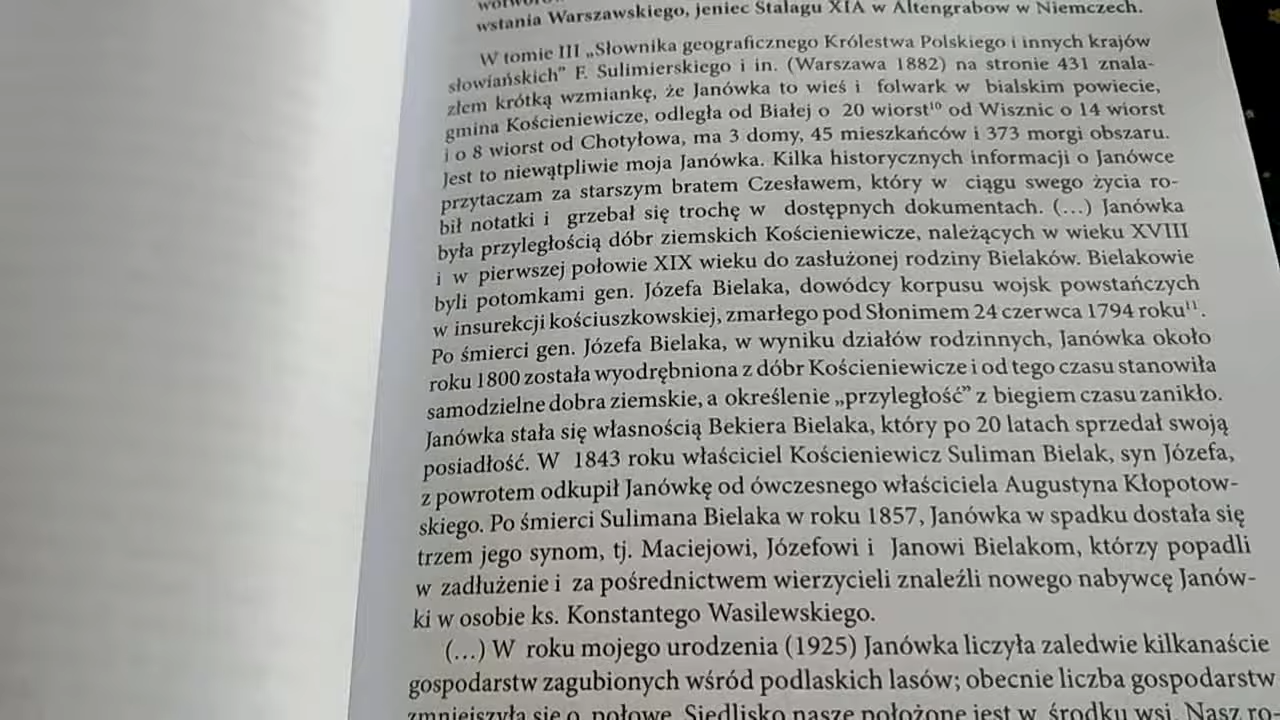 wstania Warszawskiego, jeniec Stalagu XIA w Altengrabow w Niemczech.
W tomie III „Słownika geograficznego Królestwa Polskiego i innych krajów
słowiańskich” F. Sulimierskiego i in. (Warszawa 1882) na stronie 431 znala-
złem krótką wzmiankę, że Janówka to wieś i folwark w bialskim powiecie,
gmina Kościeniewicze, odległa od Białej o 20 wiorst¹⁰ od Wisznic o 14 wiorst
i o 8 wiorst od Chotyłowa, ma 3 domy, 45 mieszkańców i 373 morgi obszaru.
Jest to niewątpliwie moja Janówka. Kilka historycznych informacji o Janówce
przytaczam za starszym bratem Czesławem, który w ciągu swego życia ro-
bił notatki i grzebał się trochę w dostępnych dokumentach. (...) Janówka
była przyległością dóbr ziemskich Kościeniewicze, należących w wieku XVIII
i w pierwszej połowie XIX wieku do zasłużonej rodziny Bielaków. Bielakowie
byli potomkami gen. Józefa Bielaka, dowódcy korpusu wojsk powstańczych
w insurekcji kościuszkowskiej, zmarłego pod Słonimem 24 czerwca 1794 roku¹¹.
Po śmierci gen. Józefa Bielaka, w wyniku działów rodzinnych, Janówka około
roku 1800 została wyodrębniona z dóbr Kościeniewicze i od tego czasu stanowiła
samodzielne dobra ziemskie, a określenie „przyległość” z biegiem czasu zanikło.
Janówka stała się własnością Bekiera Bielaka, który po 20 latach sprzedał swoją
posiadłość. W 1843 roku właściciel Kościeniewicz Suliman Bielak, syn Józefa,
z powrotem odkupił Janówkę od ówczesnego właściciela Augustyna Kłopotow-
skiego. Po śmierci Sulimana Bielaka w roku 1857, Janówka w spadku dostała się
trzem jego synom, tj. Maciejowi, Józefowi i Janowi Bielakom, którzy popadli
w zadłużenie i za pośrednictwem wierzycieli znaleźli nowego nabywcę Janów-
ki w osobie ks. Konstantego Wasilewskiego.
(...) W roku mojego urodzenia (1925) Janówka liczyła zaledwie kilkanaście
gospodarstw zagubionych wśród podlaskich lasów; obecnie liczba gospodarstw
zmniejszyła się o połowę. Siedlisko nasze położone jest w środku wsi. Nasz ro-